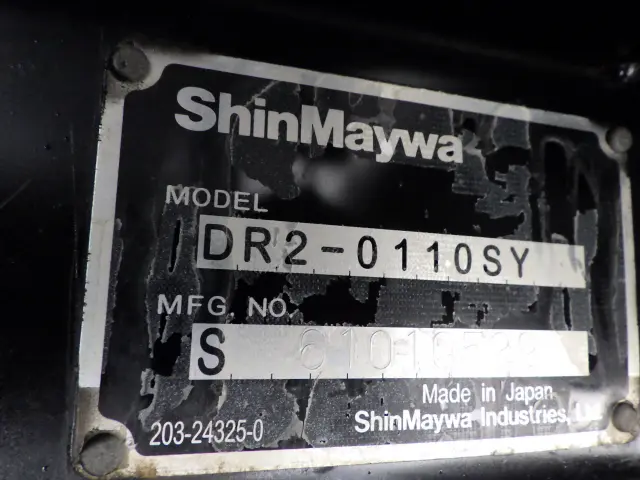 ShinMaywa
MODEL
DR2-0110SY
MFG. NO.
S
Made in Japan
ShinMaywa Industries, Ltd.
203-24325-0